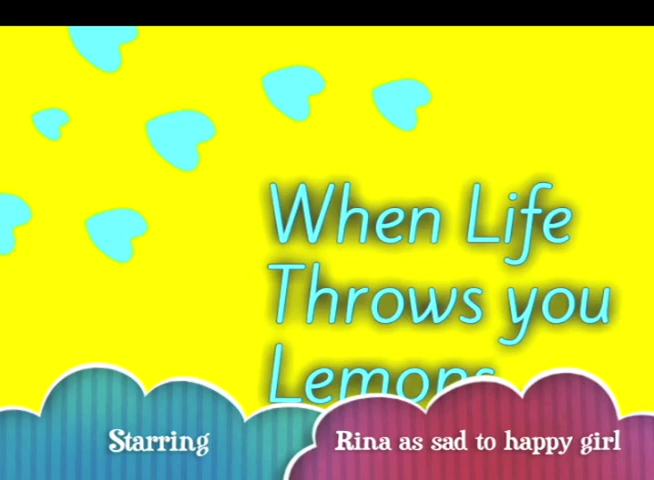 When Life
Throws you
Lemons
Starring
Rina as sad to happy girl